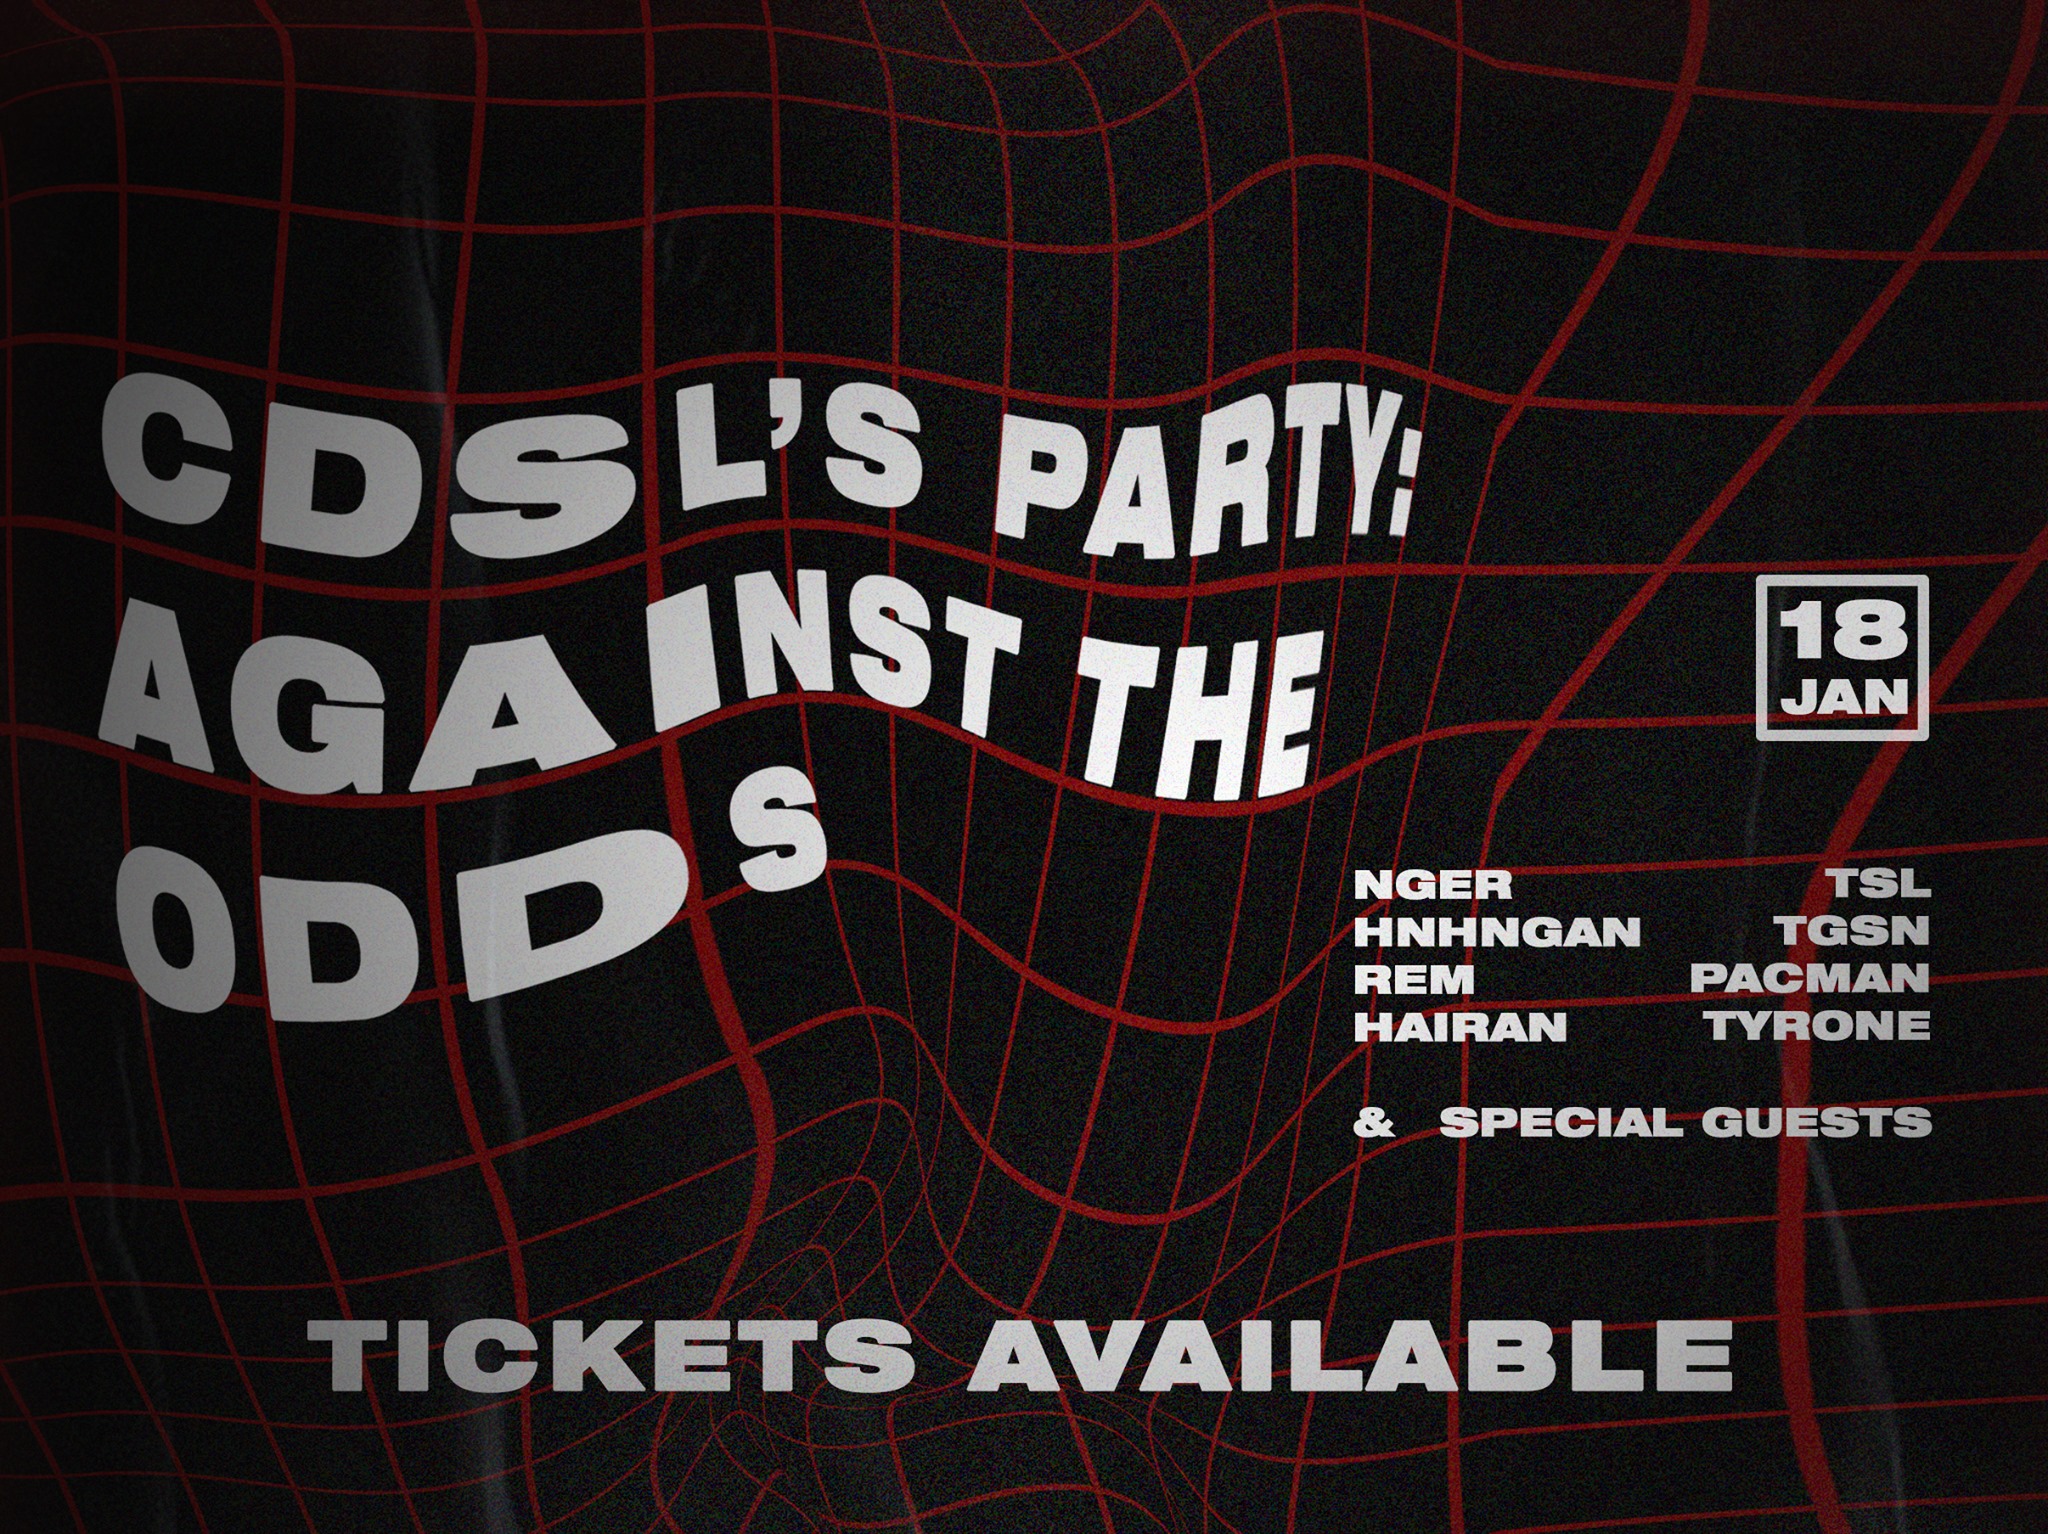 CDSL'S PARTY:
AGAINST THE
ODDS
18
JAN
NGER
HNHNGAN
REM
HAIRAN
TSL
TGSN
PACMAN
TYRONE
& SPECIAL GUESTS
TICKETS AVAILABLE